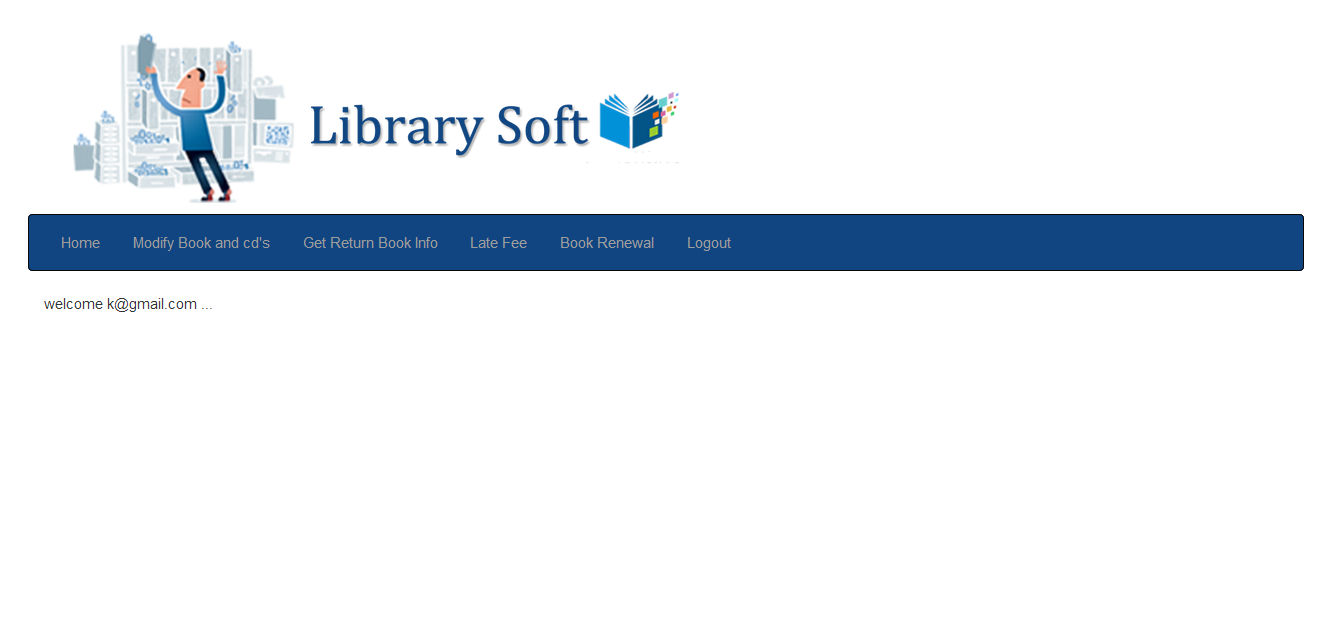 Library Soft
Home Modify Book and cd's Get Return Book Info Late Fee Book Renewal Logout
welcome k@gmail.com ...